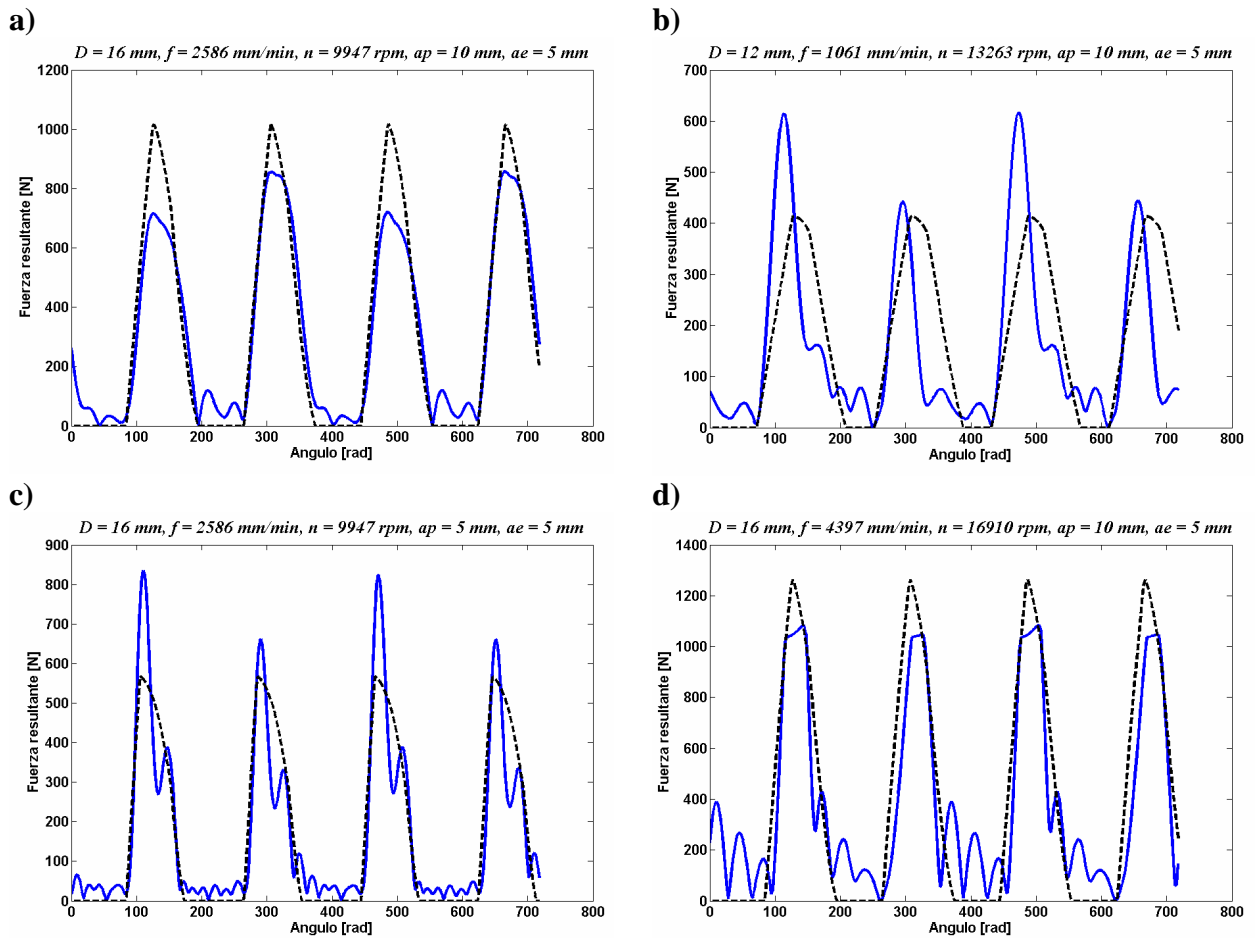 a)
D = 16 mm, f = 2586 mm/min, n = 9947 rpm, ap = 10 mm, ae = 5 mm
1200
1000
800
600
400
200
0
Fuerza resultante [N]
0 100 200 300 400 500 600 700 800
Angulo [rad]
b)
D = 12 mm, f = 1061 mm/min, n = 13263 rpm, ap = 10 mm, ae = 5 mm
700
600
500
400
300
200
100
0
Fuerza resultante [N]
0 100 200 300 400 500 600 700 800
Angulo [rad]
c)
D = 16 mm, f = 2586 mm/min, n = 9947 rpm, ap = 5 mm, ae = 5 mm
900
800
700
600
500
400
300
200
100
0
Fuerza resultante [N]
0 100 200 300 400 500 600 700 800
Angulo [rad]
d)
D = 16 mm, f = 4397 mm/min, n = 16910 rpm, ap = 10 mm, ae = 5 mm
1400
1200
1000
800
600
400
200
0
Fuerza resultante [N]
0 100 200 300 400 500 600 700 800
Angulo [rad]